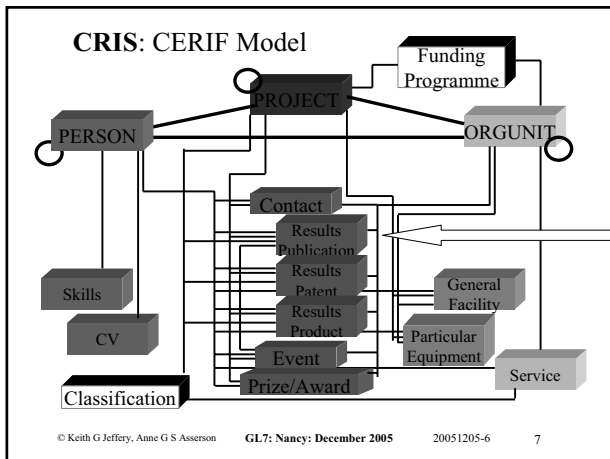 CRIS: CERIF Model
Funding
Programme
PROJECT
PERSON
ORGUNIT
Contact
Results
Publication
Results
Patent
Results
Product
Event
Prize/Award
Skills
CV
General
Facility
Particular
Equipment
Service
Classification
© Keith G Jeffery, Anne G S Asserson GL7: Nancy: December 2005 20051205-6 7